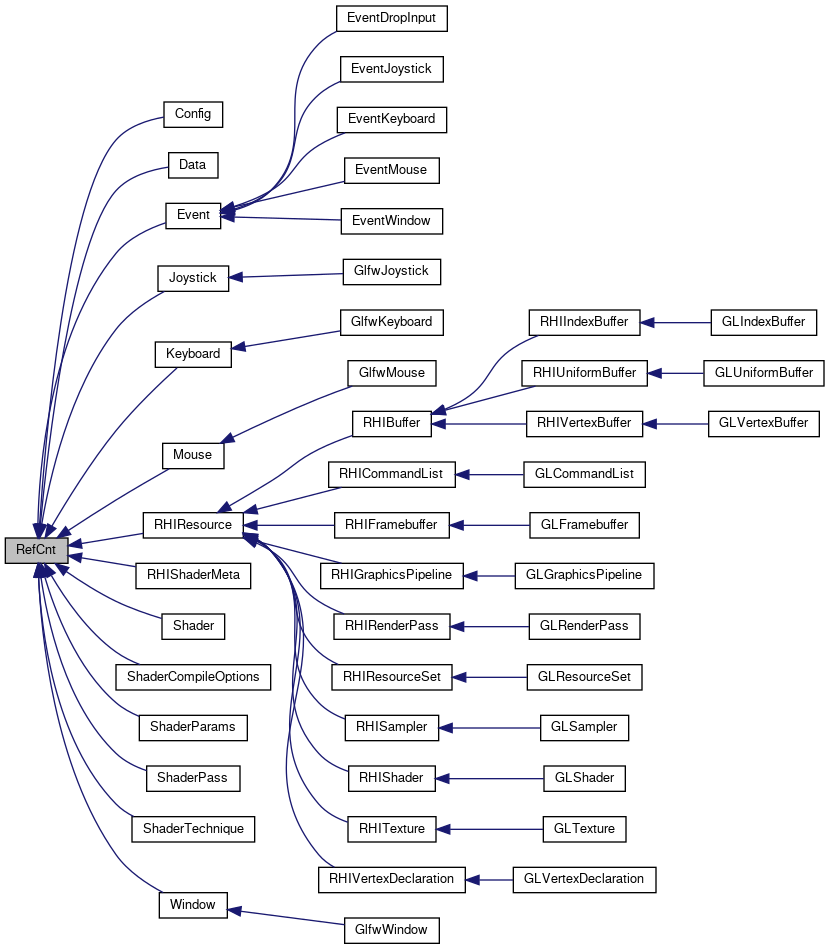 EventDropInput
EventJoystick
Config
EventKeyboard
Data
EventMouse
Event
EventWindow
Joystick
GlfwJoystick
Keyboard
GlfwKeyboard
RHIIndexBuffer
GLIndexBuffer
GlfwMouse
RHIUniformBuffer
GLUniformBuffer
Mouse
RHIBuffer
RHIVertexBuffer
GLVertexBuffer
RHICommandList
GLCommandList
RHIResource
RHIFramebuffer
GLFramebuffer
RefCnt
RHIShaderMeta
RHIGraphicsPipeline
GLGraphicsPipeline
Shader
RHIRenderPass
GLRenderPass
ShaderCompileOptions
RHIResourceSet
GLResourceSet
ShaderParams
RHISampler
GLSampler
ShaderPass
RHIShader
GLShader
ShaderTechnique
RHITexture
GLTexture
RHIVertexDeclaration
GLVertexDeclaration
Window
GlfwWindow